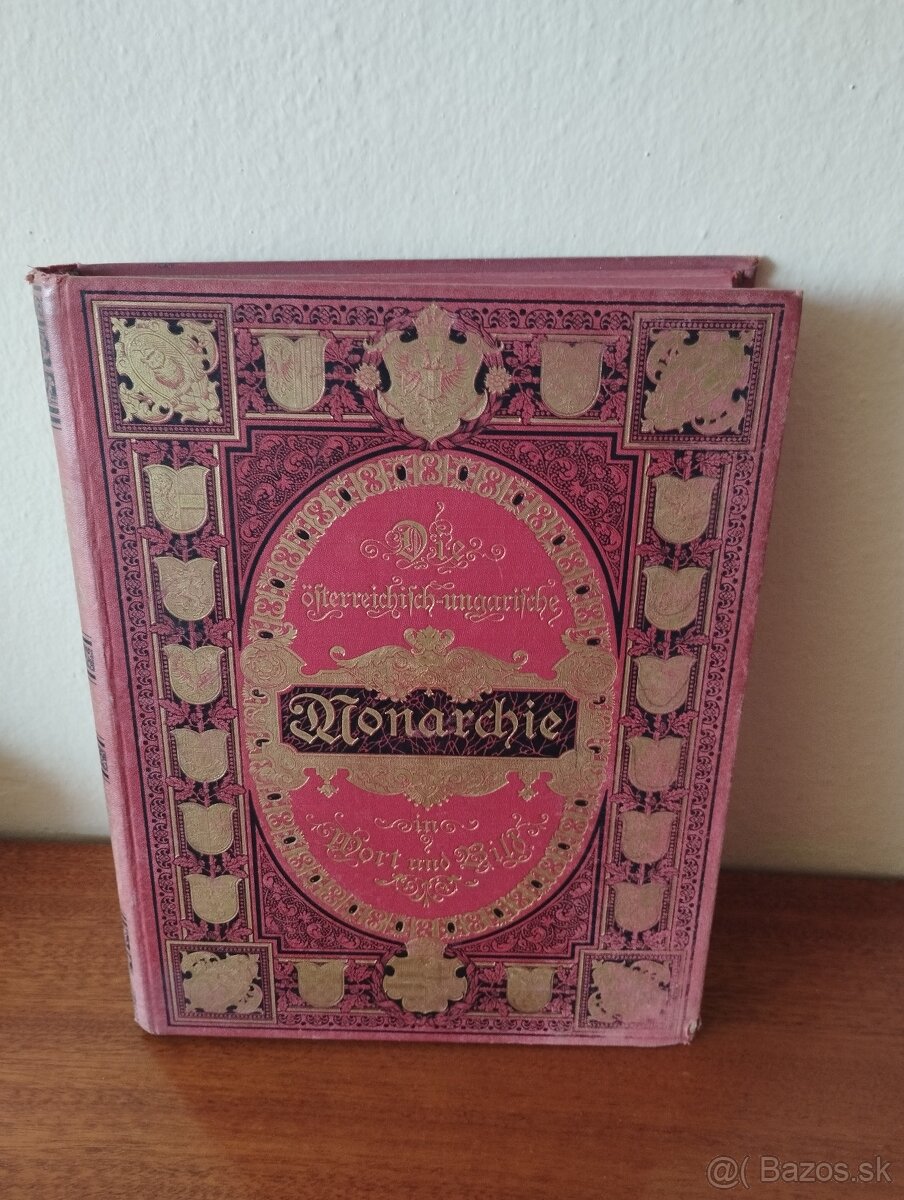 Die
österreichisch-ungarische
Monarchie
in
Wort und Bild
@( Bazos.sk